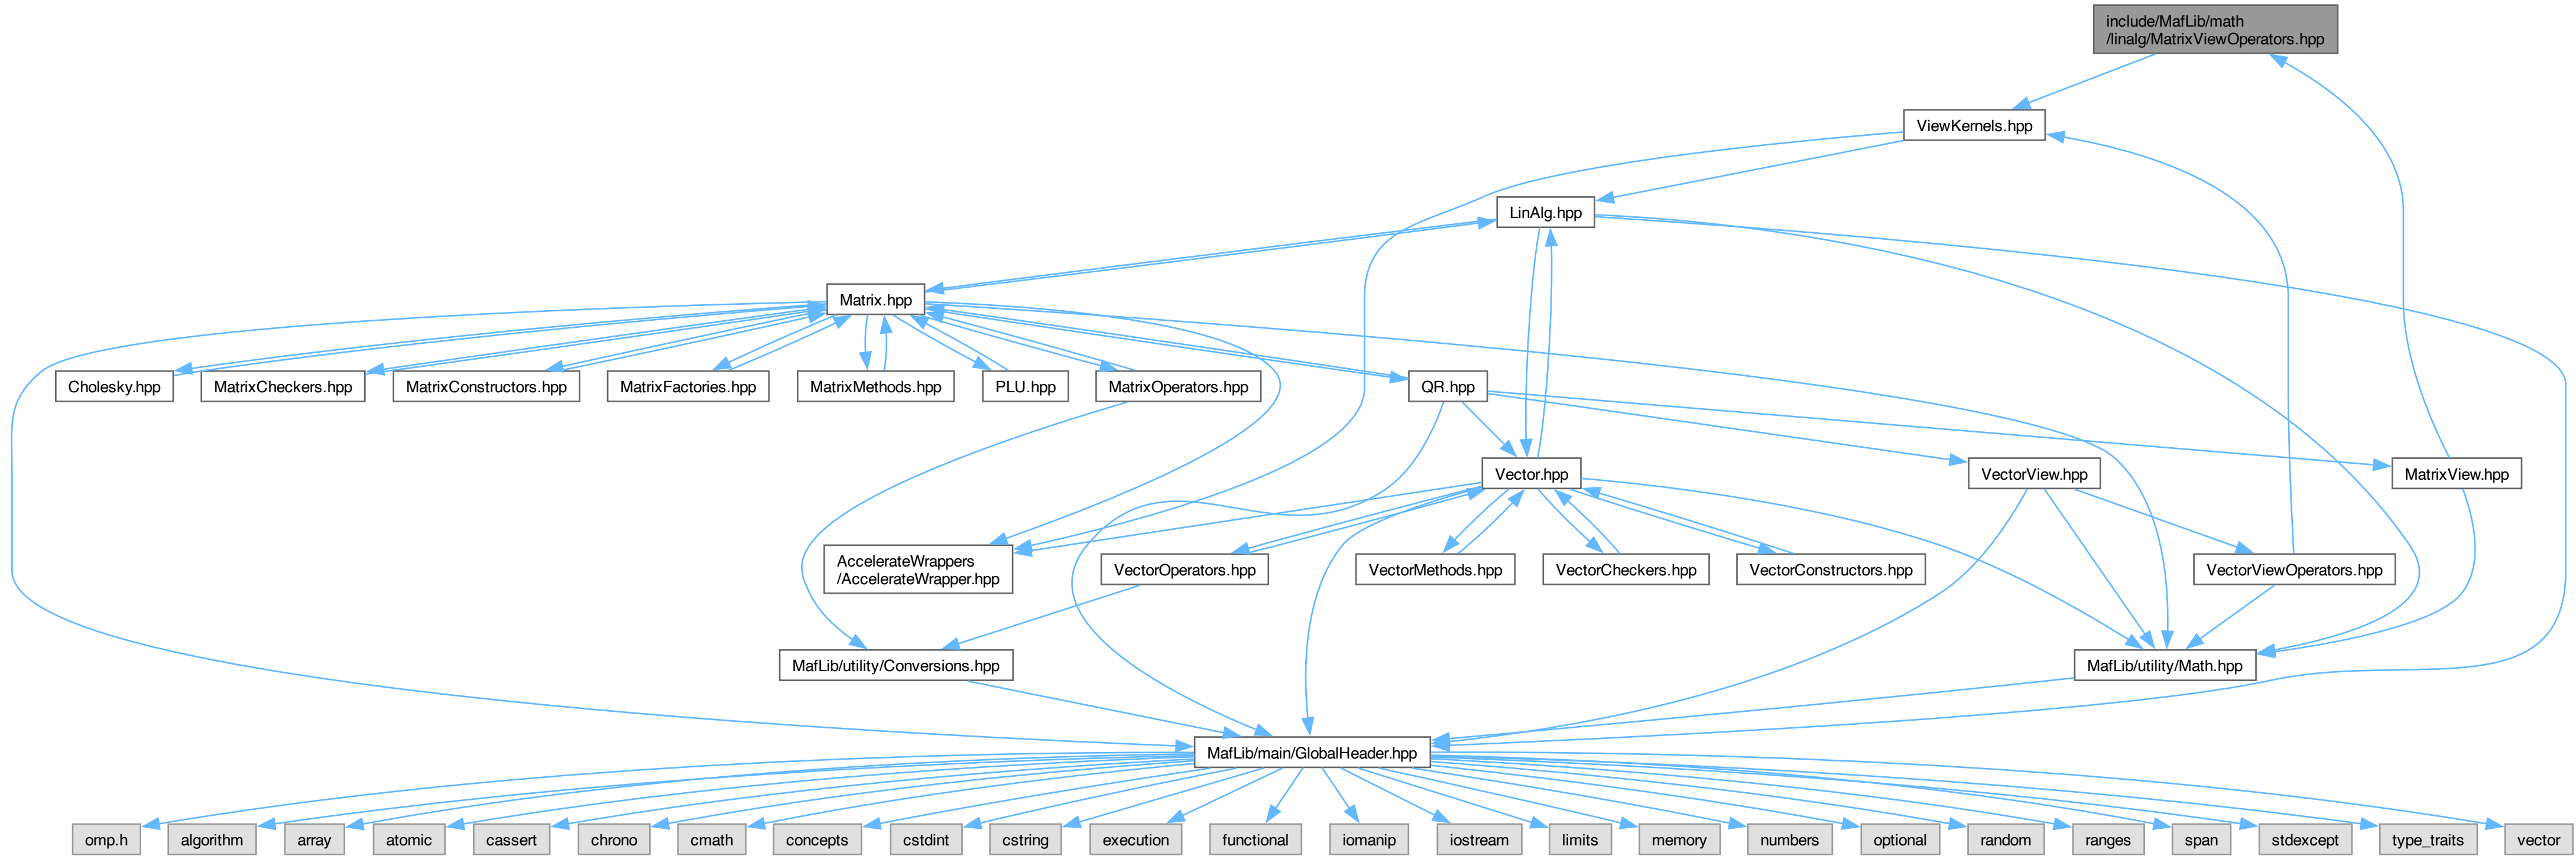 include/MafLib/math
/linalg/MatrixViewOperators.hpp
ViewKernels.hpp
LinAlg.hpp
Matrix.hpp
Cholesky.hpp
MatrixCheckers.hpp
MatrixConstructors.hpp
MatrixFactories.hpp
MatrixMethods.hpp
PLU.hpp
MatrixOperators.hpp
QR.hpp
Vector.hpp
VectorView.hpp
MatrixView.hpp
AccelerateWrappers
/AccelerateWrapper.hpp
VectorOperators.hpp
VectorMethods.hpp
VectorCheckers.hpp
VectorConstructors.hpp
VectorViewOperators.hpp
MafLib/utility/Conversions.hpp
MafLib/utility/Math.hpp
MafLib/main/GlobalHeader.hpp
omp.h
algorithm
array
atomic
cassert
chrono
cmath
concepts
cstdint
cstring
execution
functional
iomanip
iostream
limits
memory
numbers
optional
random
ranges
span
stdexcept
type_traits
vector